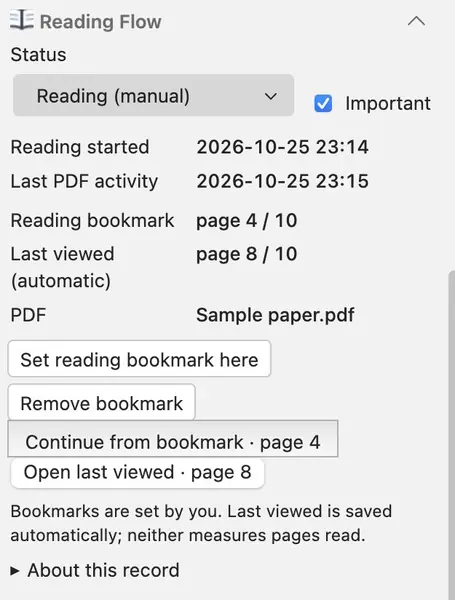 Reading Flow
Status
Reading (manual)
Important
Reading started 2026-10-25 23:14
Last PDF activity 2026-10-25 23:15
Reading bookmark page 4 / 10
Last viewed page 8 / 10
(automatic)
PDF Sample paper.pdf
Set reading bookmark here
Remove bookmark
Continue from bookmark · page 4
Open last viewed · page 8
Bookmarks are set by you. Last viewed is saved
automatically; neither measures pages read.
▸ About this record